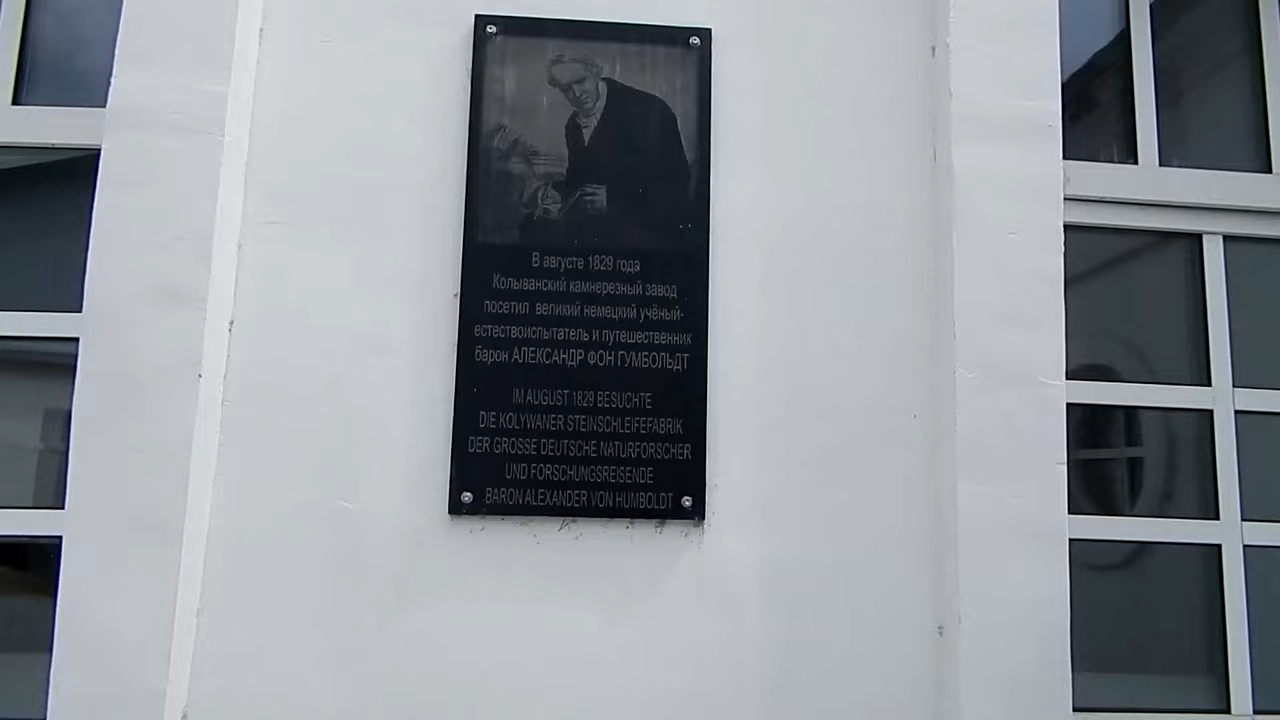 В августе 1829 года
Колыванский камнерезный завод
посетил великий немецкий учёный-
естествоиспытатель и путешественник
барон АЛЕКСАНДР ФОН ГУМБОЛЬДТ
IM AUGUST 1829 BESUCHTE
DIE KOLYWANER STEINSCHLEIFEFABRIK
DER GROSSE DEUTSCHE NATURFORSCHER
UND FORSCHUNGSREISENDE
BARON ALEXANDER VON HUMBOLDT